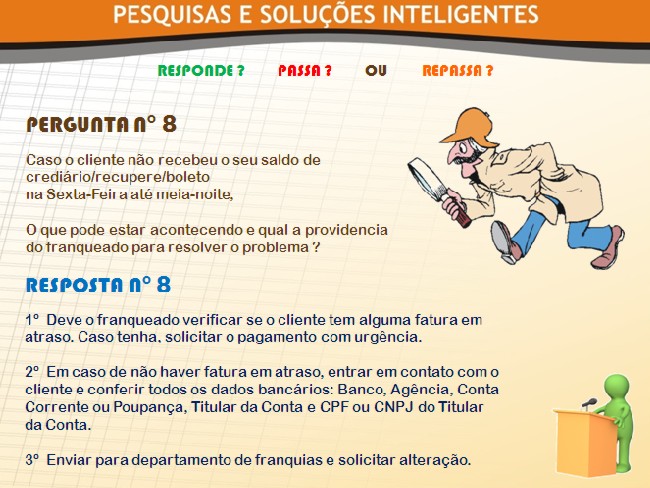 PESQUISAS E SOLUÇÕES INTELIGENTES
RESPONDE ? PASSA ? OU REPASSA ?
PERGUNTA N° 8
Caso o cliente não recebeu o seu saldo de
crediário/recupere/boleto
na Sexta-Feira até meia-noite,
O que pode estar acontecendo e qual a providencia
do franqueado para resolver o problema ?
RESPOSTA N° 8
1º Deve o franqueado verificar se o cliente tem alguma fatura em
atraso. Caso tenha, solicitar o pagamento com urgência.
2º Em caso de não haver fatura em atraso, entrar em contato com o
cliente e conferir todos os dados bancários: Banco, Agência, Conta
Corrente ou Poupança, Titular da Conta e CPF ou CNPJ do Titular
da Conta.
3º Enviar para departamento de franquias e solicitar alteração.